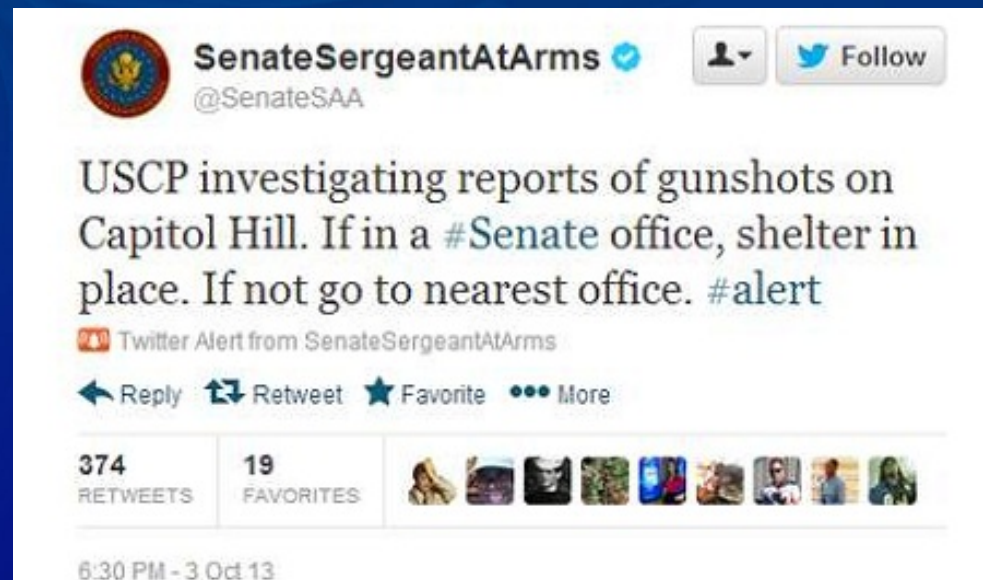 SenateSergeantAtArms
Follow
@SenateSAA
USCP investigating reports of gunshots on
Capitol Hill. If in a #Senate office, shelter in
place. If not go to nearest office. #alert
Twitter Alert from SenateSergeantAtArms
Reply Retweet Favorite More
374 19
RETWEETS FAVORITES
6:30 PM - 3 Oct 13